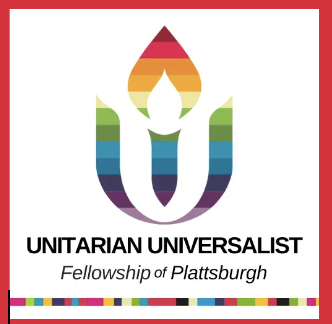 UNITARIAN UNIVERSALIST
Fellowship of Plattsburgh